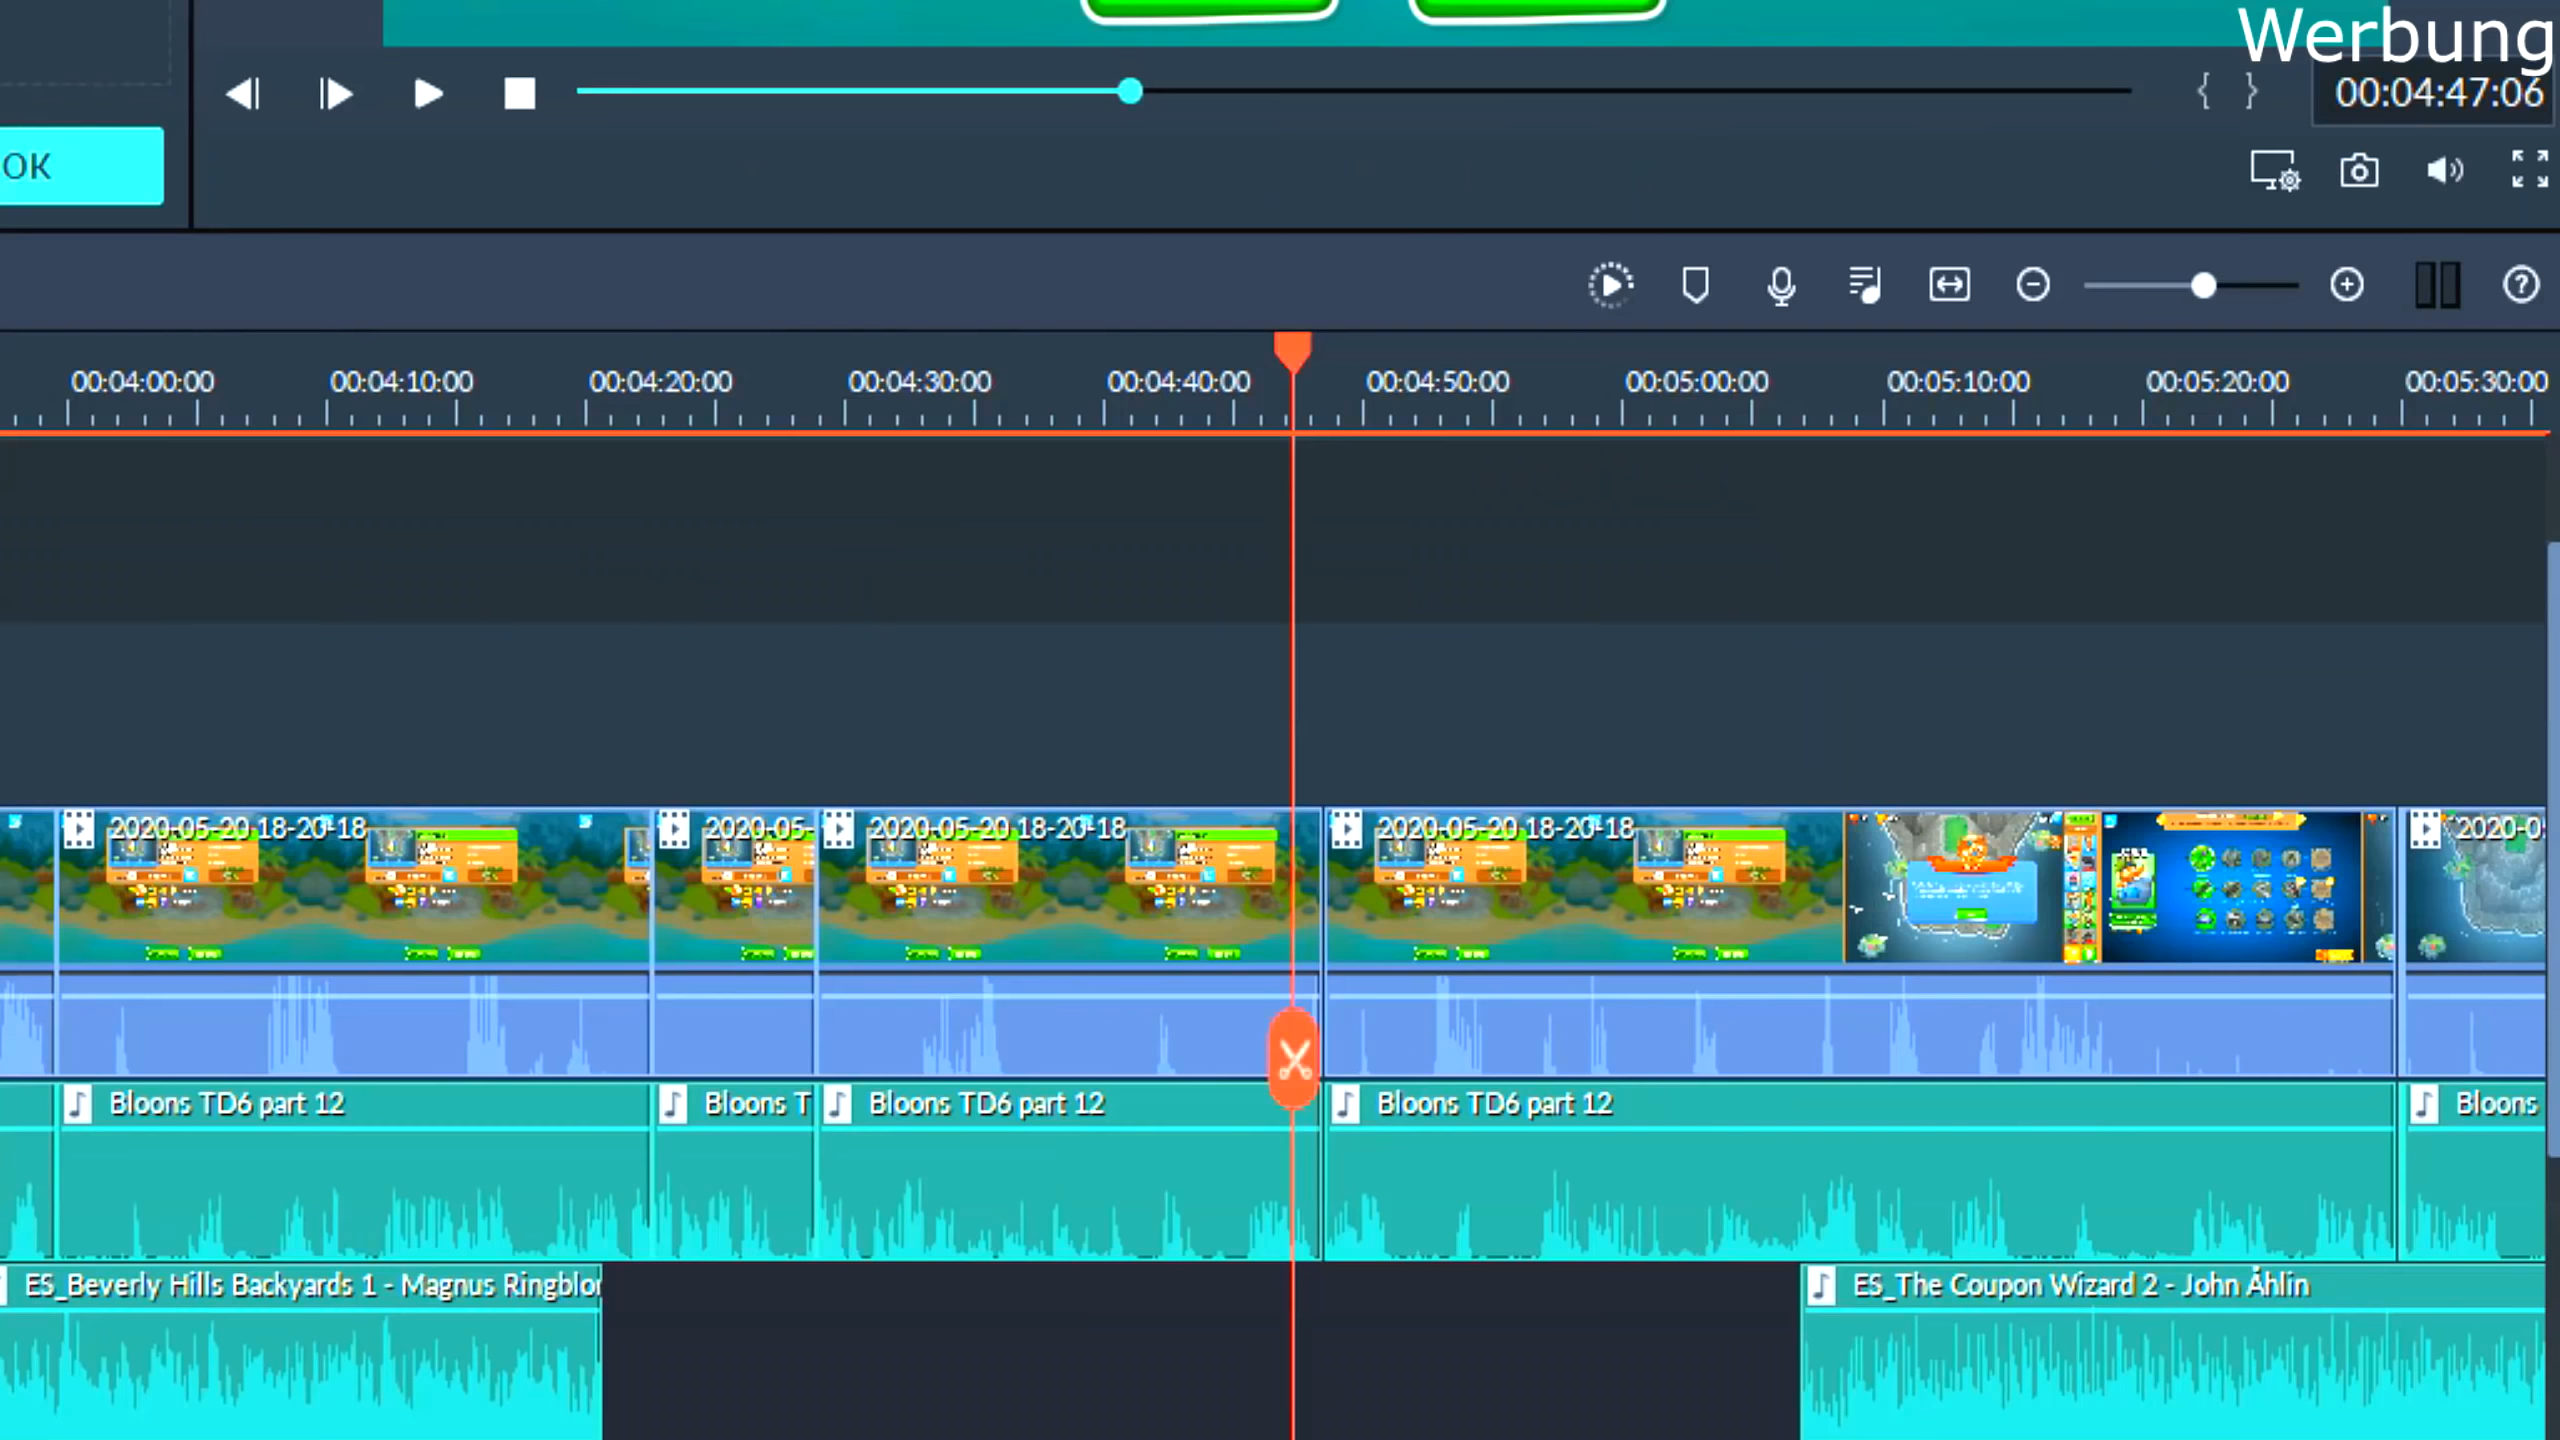 Werbung
00:04:47:06
OK
00:04:00:00 00:04:10:00 00:04:20:00 00:04:30:00 00:04:40:00 00:04:50:00 00:05:00:00 00:05:10:00 00:05:20:00 00:05:30:00
2020-05-20 18-20-18 2020-05- 2020-05-20 18-20-18 2020-05-20 18-20-18 2020-0
Bloons TD6 part 12 Bloons T Bloons TD6 part 12 Bloons TD6 part 12 Bloons
ES_Beverly Hills Backyards 1 - Magnus Ringblo ES_The Coupon Wizard 2 - John Åhlin